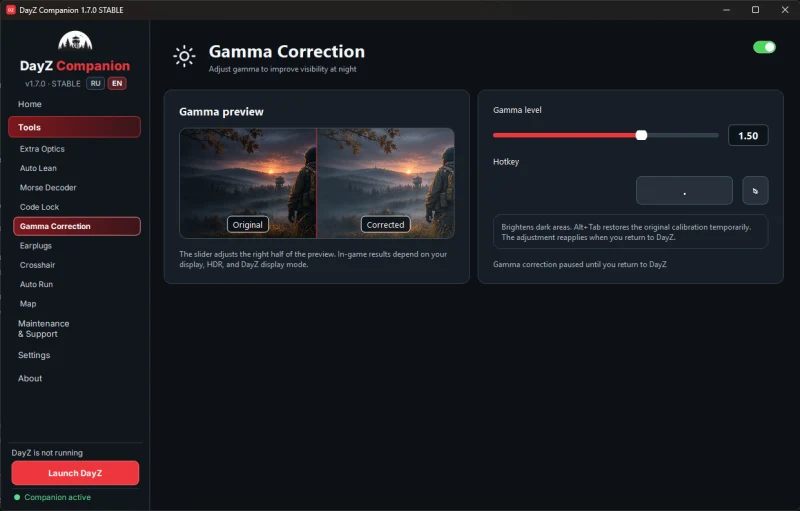 DZ DayZ Companion 1.7.0 STABLE
DayZ Companion
v1.7.0 · STABLE RU EN
Home
Tools
Extra Optics
Auto Lean
Morse Decoder
Code Lock
Gamma Correction
Earplugs
Crosshair
Auto Run
Map
Maintenance
& Support
Settings
About
DayZ is not running
Launch DayZ
Companion active
Gamma Correction
Adjust gamma to improve visibility at night
Gamma preview
Original
Corrected
The slider adjusts the right half of the preview. In-game results depend on your
display, HDR, and DayZ display mode.
Gamma level
1.50
Hotkey
.
Brightens dark areas. Alt+Tab restores the original calibration temporarily.
The adjustment reapplies when you return to DayZ.
Gamma correction paused until you return to DayZ